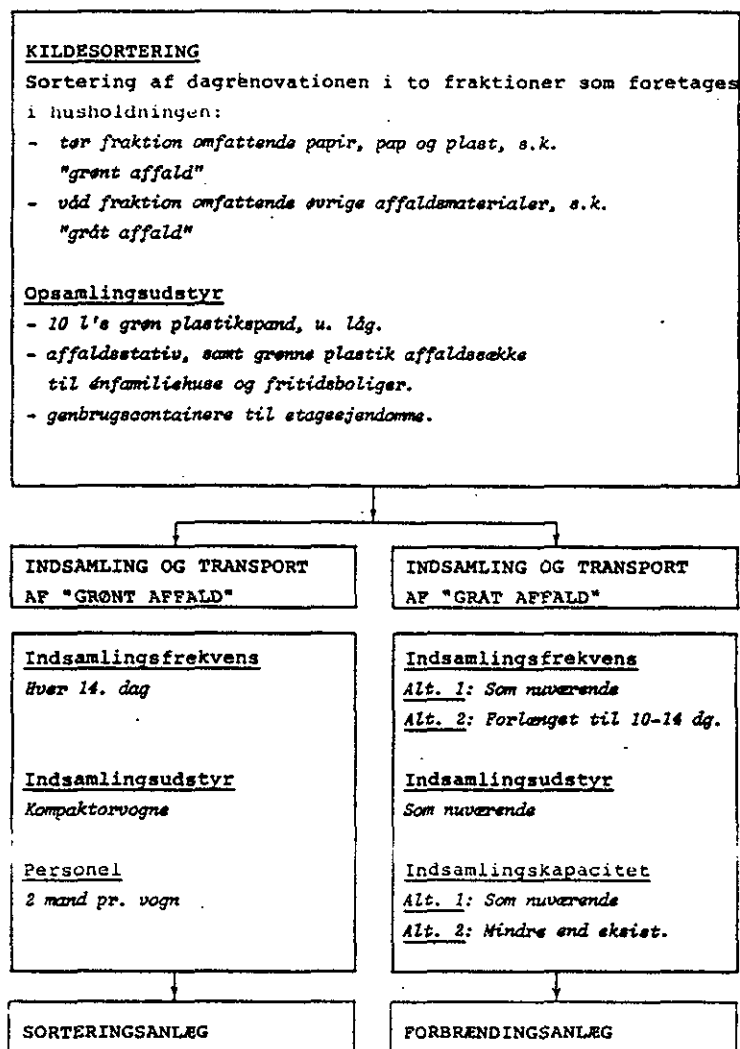 KILDESORTERING
Sortering af dagrenovationen i to fraktioner som foretages
i husholdningen:
- tør fraktion omfattende papir, pap og plast, s.k.
"grønt affald"
- våd fraktion omfattende øvrige affaldsmaterialer, s.k.
"gråt affald"
Opsamlingsudstyr
- 10 l's grøn plastikspand, u. låg.
- affaldsstativ, samt grønne plastik affaldssække
til énfamiliehuse og fritidsboliger.
- genbrugscontainere til etageejendomme.
INDSAMLING OG TRANSPORT
AF "GRØNT AFFALD"
Indsamlingsfrekvens
Hver 14. dag
Indsamlingsudstyr
Kompaktorvogne
Personel
2 mand pr. vogn
SORTERINGSANLÆG
INDSAMLING OG TRANSPORT
AF "GRAT AFFALD"
Indsamlingsfrekvens
Alt. 1: Som nuværende
Alt. 2: Forlænget til 10-14 dg.
Indsamlingsudstyr
Som nuværende
Indsamlingskapacitet
Alt. 1: Som nuværende
Alt. 2: Mindre end eksist.
FORBRÆNDINGSANLÆG